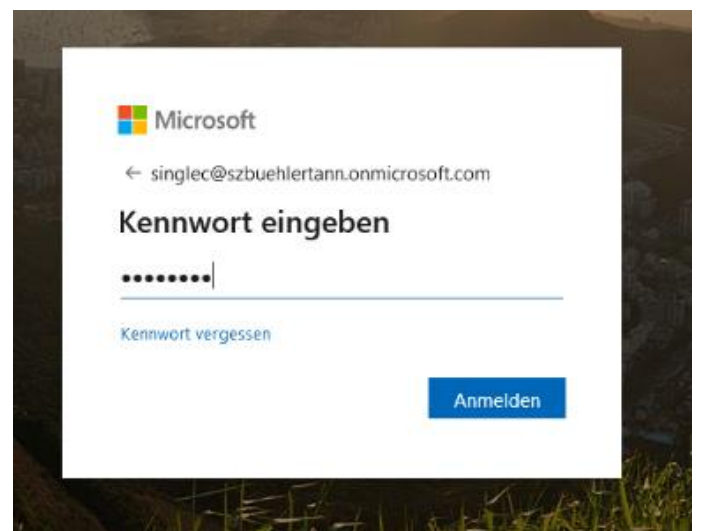 Microsoft
← singlec@szbuehlertann.onmicrosoft.com
Kennwort eingeben
••••••••
Kennwort vergessen
Anmelden